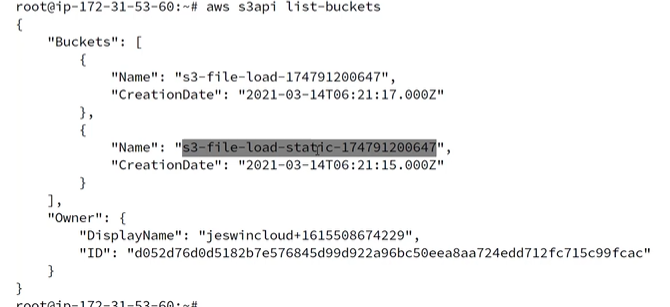 root@ip-172-31-53-60:~# aws s3api list-buckets
{
    "Buckets": [
        {
            "Name": "s3-file-load-174791200647",
            "CreationDate": "2021-03-14T06:21:17.000Z"
        },
        {
            "Name": "s3-file-load-static-174791200647",
            "CreationDate": "2021-03-14T06:21:15.000Z"
        }
    ],
    "Owner": {
        "DisplayName": "jeswincloud+1615508674229",
        "ID": "d052d76d0d5182b7e576845d99d922a96bc50eea8aa724edd712fc715c99fcac"
    }
}
root@ip-172-31-53-60:~#